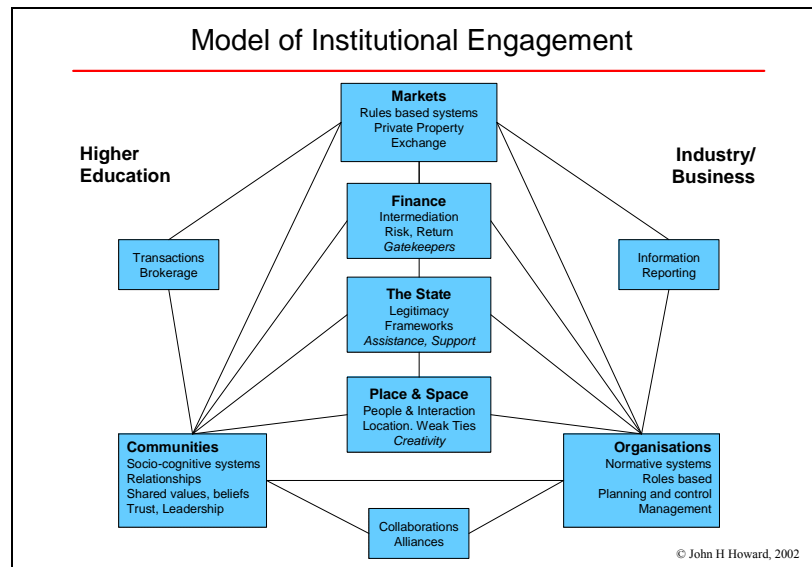 Model of Institutional Engagement
Markets
Rules based systems
Private Property
Exchange
Higher
Education
Industry/
Business
Finance
Intermediation
Risk, Return
Gatekeepers
Transactions
Brokerage
Information
Reporting
The State
Legitimacy
Frameworks
Assistance, Support
Place & Space
People & Interaction
Location. Weak Ties
Creativity
Communities
Socio-cognitive systems
Relationships
Shared values, beliefs
Trust, Leadership
Organisations
Normative systems
Roles based
Planning and control
Management
Collaborations
Alliances
© John H Howard, 2002